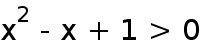 x² - x + 1 > 0